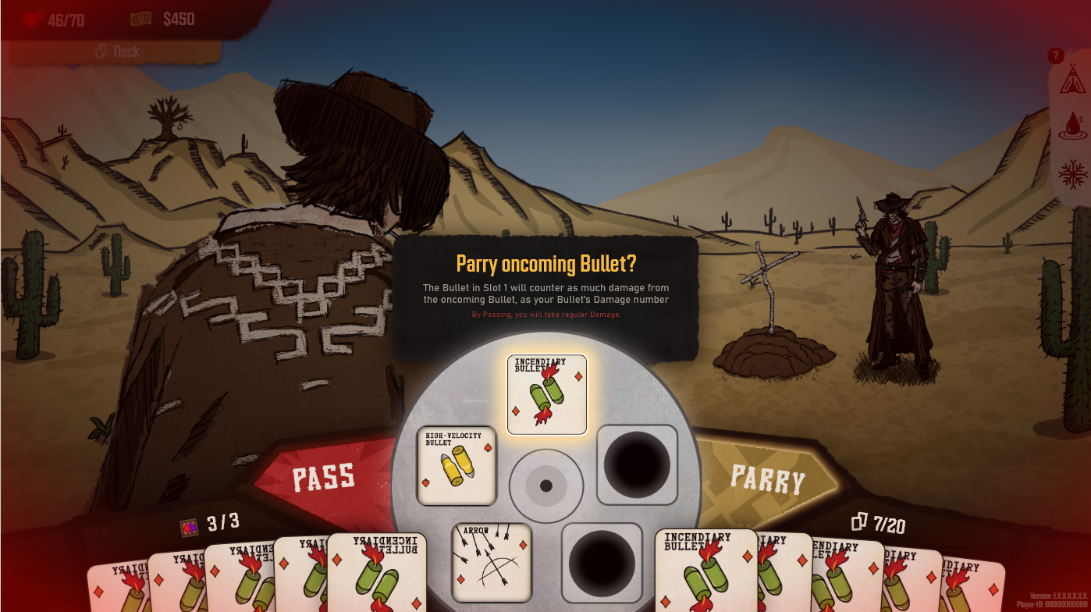 46/70
$450
Deck
?
Parry oncoming Bullet?
The Bullet in Slot 1 will counter as much damage from
the oncoming Bullet, as your Bullet's Damage number
By Passing, you will take regular Damage.
INCENDIARY
BULLET
HIGH-VELOCITY
BULLET
PASS
PARRY
3/3
7/20
ARROW
INCENDIARY
BULLET
INCENDIARY
BULLET